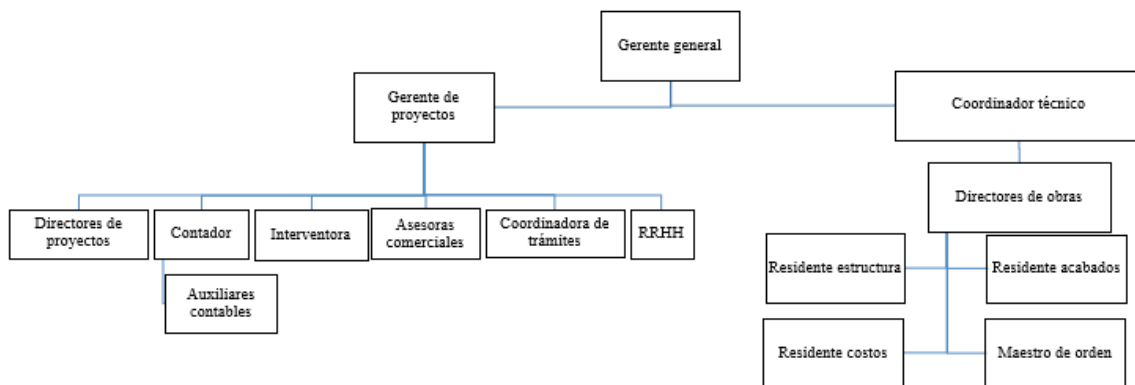 Gerente general
Gerente de
proyectos
Coordinador técnico
Directores de
proyectos
Contador
Interventora
Asesoras
comerciales
Coordinadora de
trámites
RRHH
Auxiliares
contables
Directores de obras
Residente estructura
Residente acabados
Residente costos
Maestro de orden